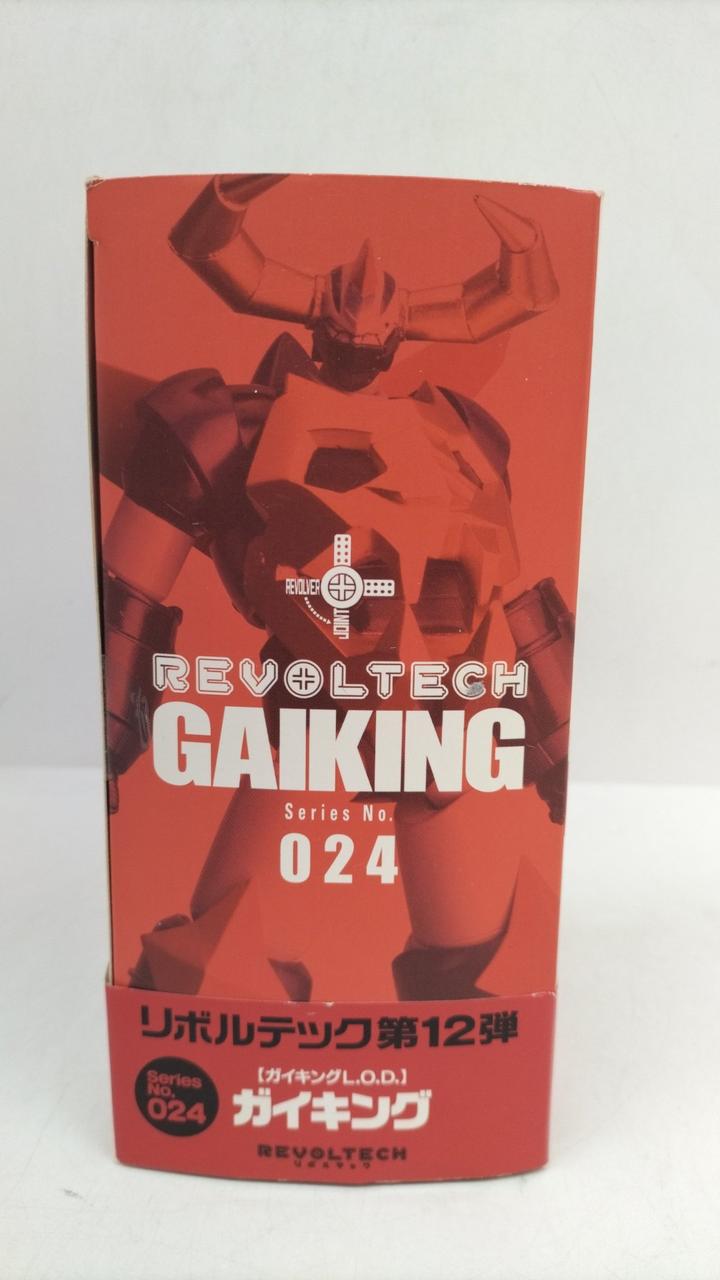 REVOLVER
JOINT
REVOLTECH
GAIKING
Series No.
024
リボルテック第12弾
Series
No.
024
【ガイキングL.O.D.】
ガイキング
REVOLTECH
リボルテック